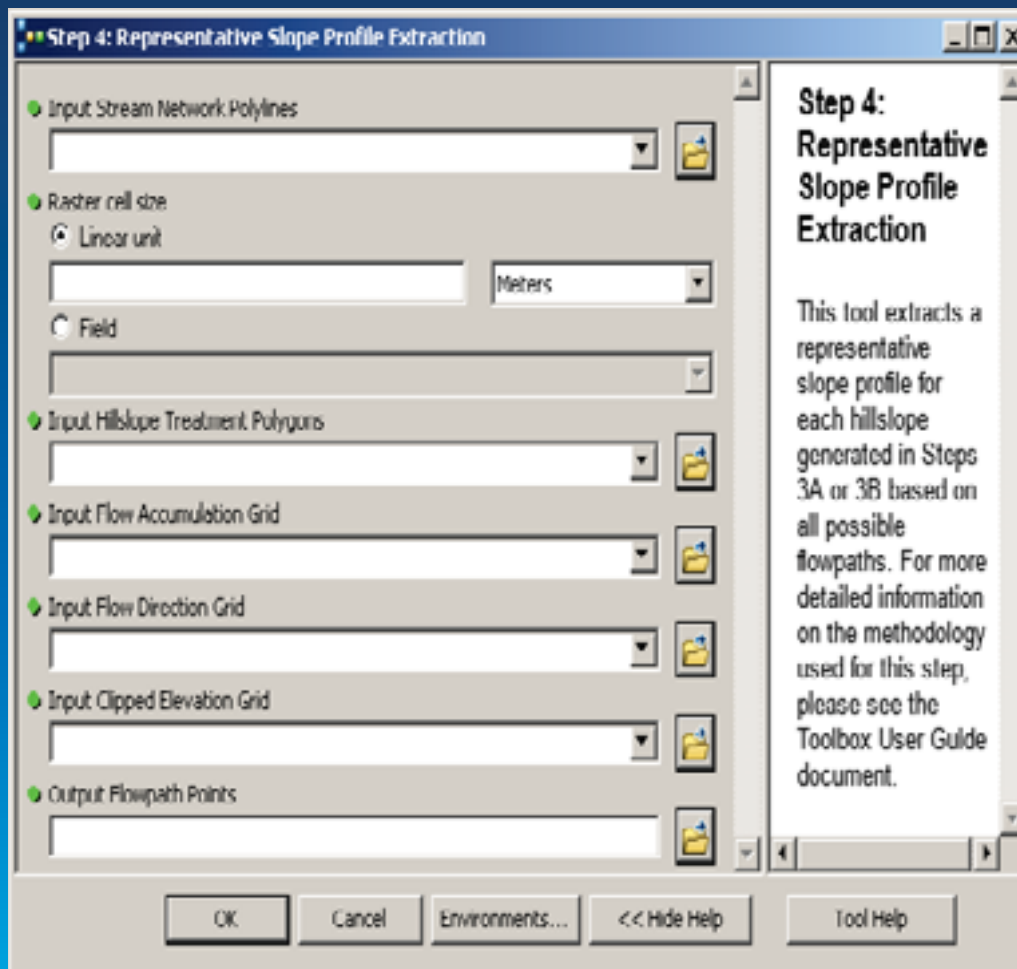 Step 4: Representative Slope Profile Extraction
Input Stream Network Polylines
Raster cell size
Linear unit
Meters
Field
Input Hillslope Treatment Polygons
Input Flow Accumulation Grid
Input Flow Direction Grid
Input Clipped Elevation Grid
Output Flowpath Points
OK
Cancel
Environments...
<< Hide Help
Step 4:
Representative
Slope Profile
Extraction
This tool extracts a
representative
slope profile for
each hillslope
generated in Steps
3A or 3B based on
all possible
flowpaths. For more
detailed information
on the methodology
used for this step,
please see the
Toolbox User Guide
document.
Tool Help